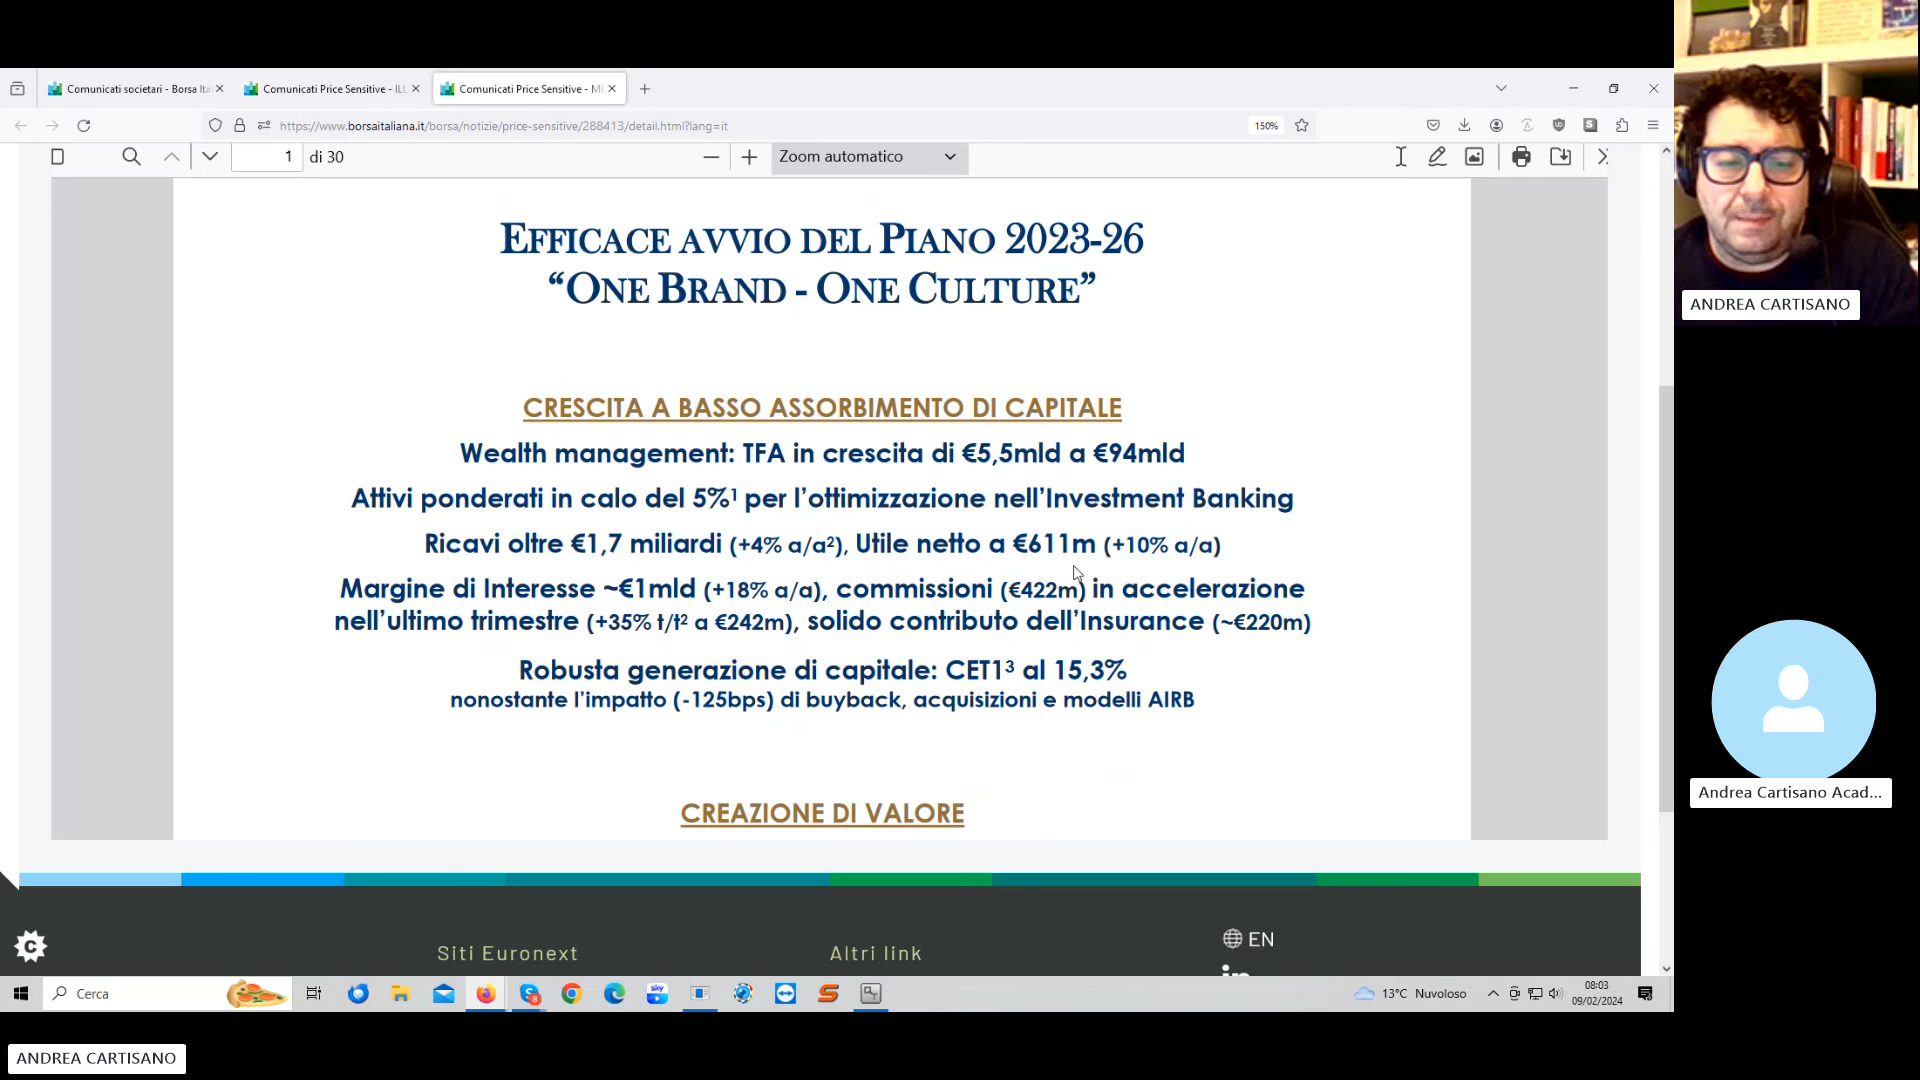 Comunicati societari - Borsa Ita
Comunicati Price Sensitive - ILL
Comunicati Price Sensitive - ME
https://www.borsaitaliana.it/borsa/notizie/price-sensitive/288413/detail.html?lang=it
150%
1 di 30
Zoom automatico
EFFICACE AVVIO DEL PIANO 2023-26
“ONE BRAND - ONE CULTURE”
CRESCITA A BASSO ASSORBIMENTO DI CAPITALE
Wealth management: TFA in crescita di €5,5mld a €94mld
Attivi ponderati in calo del 5%¹ per l’ottimizzazione nell’Investment Banking
Ricavi oltre €1,7 miliardi (+4% a/a²), Utile netto a €611m (+10% a/a)
Margine di Interesse ~€1mld (+18% a/a), commissioni (€422m) in accelerazione
nell’ultimo trimestre (+35% t/t² a €242m), solido contributo dell’Insurance (~€220m)
Robusta generazione di capitale: CET1³ al 15,3%
nonostante l’impatto (-125bps) di buyback, acquisizioni e modelli AIRB
CREAZIONE DI VALORE
Siti Euronext
Altri link
EN
in
Cerca
sky
13°C Nuvoloso
08:03
09/02/2024
ANDREA CARTISANO
Andrea Cartisano Acad...
ANDREA CARTISANO